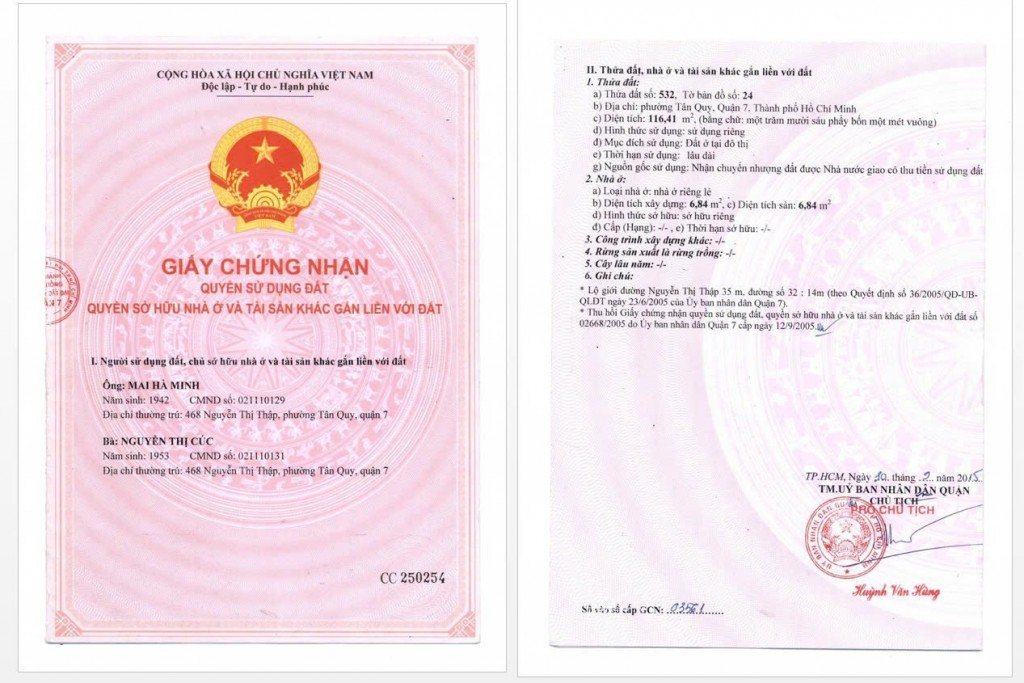 CỘNG HÒA XÃ HỘI CHỦ NGHĨA VIỆT NAM
Độc lập - Tự do - Hạnh phúc
VIỆT NAM
GIẤY CHỨNG NHẬN
QUYỀN SỬ DỤNG ĐẤT
QUYỀN SỞ HỮU NHÀ Ở VÀ TÀI SẢN KHÁC GẮN LIỀN VỚI ĐẤT
I. Người sử dụng đất, chủ sở hữu nhà ở và tài sản khác gắn liền với đất
Ông: MAI HÀ MINH
Năm sinh: 1942 CMND số: 021110129
Địa chỉ thường trú: 468 Nguyễn Thị Thập, phường Tân Quy, quận 7
Bà: NGUYỄN THỊ CÚC
Năm sinh: 1953 CMND số: 021110131
Địa chỉ thường trú: 468 Nguyễn Thị Thập, phường Tân Quy, quận 7
CC 250254
II. Thửa đất, nhà ở và tài sản khác gắn liền với đất
1. Thửa đất:
a) Thửa đất số: 532, Tờ bản đồ số: 24
b) Địa chỉ: phường Tân Quy, Quận 7, Thành phố Hồ Chí Minh
c) Diện tích: 116,41 m², (bằng chữ: một trăm mười sáu phẩy bốn một mét vuông)
d) Hình thức sử dụng: sử dụng riêng
đ) Mục đích sử dụng: Đất ở tại đô thị
e) Thời hạn sử dụng: lâu dài
g) Nguồn gốc sử dụng: Nhận chuyển nhượng đất được Nhà nước giao có thu tiền sử dụng đất
2. Nhà ở:
a) Loại nhà ở: nhà ở riêng lẻ
b) Diện tích xây dựng: 6,84 m², c) Diện tích sàn: 6,84 m²
d) Hình thức sở hữu: sở hữu riêng
đ) Cấp (Hạng): -/- , e) Thời hạn sở hữu: -/-
3. Công trình xây dựng khác: -/-
4. Rừng sản xuất là rừng trồng: -/-
5. Cây lâu năm: -/-
6. Ghi chú:
* Lộ giới đường Nguyễn Thị Thập 35 m, đường số 32 : 14m (theo Quyết định số 36/2005/QĐ-UB-
QLĐT ngày 23/6/2005 của Ủy ban nhân dân Quận 7).
* Thu hồi Giấy chứng nhận quyền sử dụng đất, quyền sở hữu nhà ở và tài sản khác gắn liền với đất số
02668/2005 do Ủy ban nhân dân Quận 7 cấp ngày 12/9/2005.
TP.HCM, Ngày 10 tháng 2 năm 2015
TM.UỶ BAN NHÂN DÂN QUẬN
CHỦ TỊCH
PHÓ CHỦ TỊCH
Huỳnh Văn Hùng
Số vào sổ cấp GCN: 03561